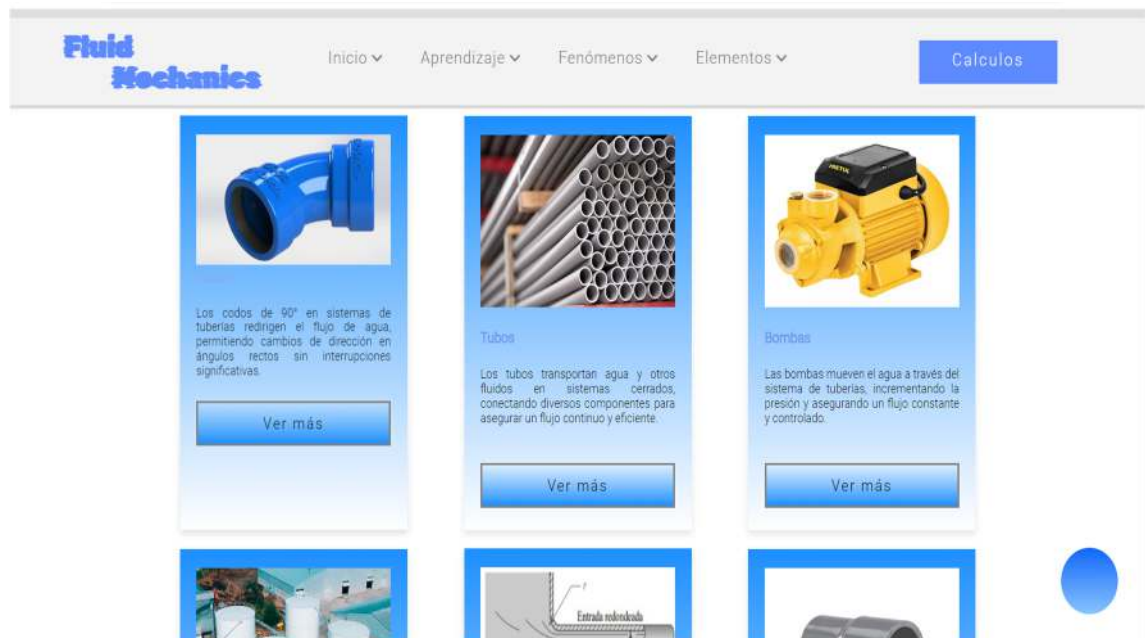 Fluid
Mechanics
Inicio
Aprendizaje
Fenómenos
Elementos
Calculos
Los codos de 90° en sistemas de
tuberías redirigen el flujo de agua,
permitiendo cambios de dirección en
ángulos rectos sin interrupciones
significativas.
Ver más
Tubos
Los tubos transportan agua y otros
fluidos en sistemas cerrados,
conectando diversos componentes para
asegurar un flujo continuo y eficiente.
Ver más
PRETUL
Bombas
Las bombas mueven el agua a través del
sistema de tuberías, incrementando la
presión y asegurando un flujo constante
y controlado.
Ver más
r
Entrada redondeada